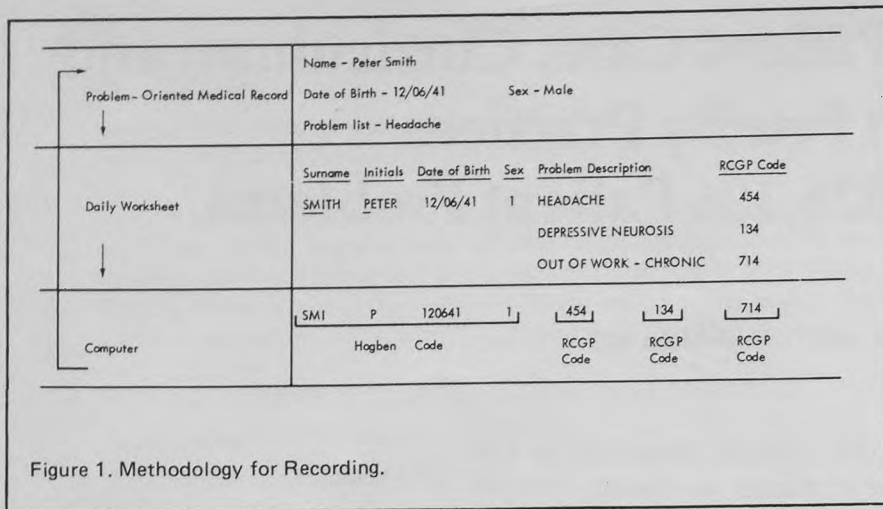 Name - Peter Smith
Problem - Oriented Medical Record
Date of Birth - 12/06/41 Sex - Male
Problem list - Headache
Surname Initials Date of Birth Sex Problem Description RCGP Code
Daily Worksheet
SMITH PETER 12/06/41 1 HEADACHE 454
DEPRESSIVE NEUROSIS 134
OUT OF WORK - CHRONIC 714
SMI P 120641 1 454 134 714
Computer
Hogben Code RCGP Code RCGP Code RCGP Code
Figure 1. Methodology for Recording.